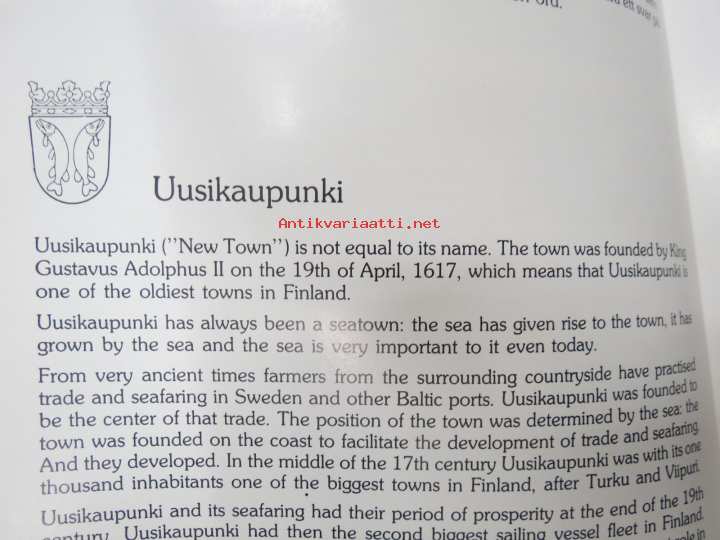 ett sver
ord.
Uusikaupunki
Antikvariaatti.net
Uusikaupunki (”New Town”) is not equal to its name. The town was founded by King
Gustavus Adolphus II on the 19th of April, 1617, which means that Uusikaupunki is
one of the oldiest towns in Finland.
Uusikaupunki has always been a seatown: the sea has given rise to the town, it has
grown by the sea and the sea is very important to it even today.
From very ancient times farmers from the surrounding countryside have practised
trade and seafaring in Sweden and other Baltic ports. Uusikaupunki was founded to
be the center of that trade. The position of the town was determined by the sea: the
town was founded on the coast to facilitate the development of trade and seafaring.
And they developed. In the middle of the 17th century Uusikaupunki was with its one
thousand inhabitants one of the biggest towns in Finland, after Turku and Viipuri.
Uusikaupunki and its seafaring had their period of prosperity at the end of the 19th
century. Uusikaupunki had then the second biggest sailing vessel fleet in Finland.
role in